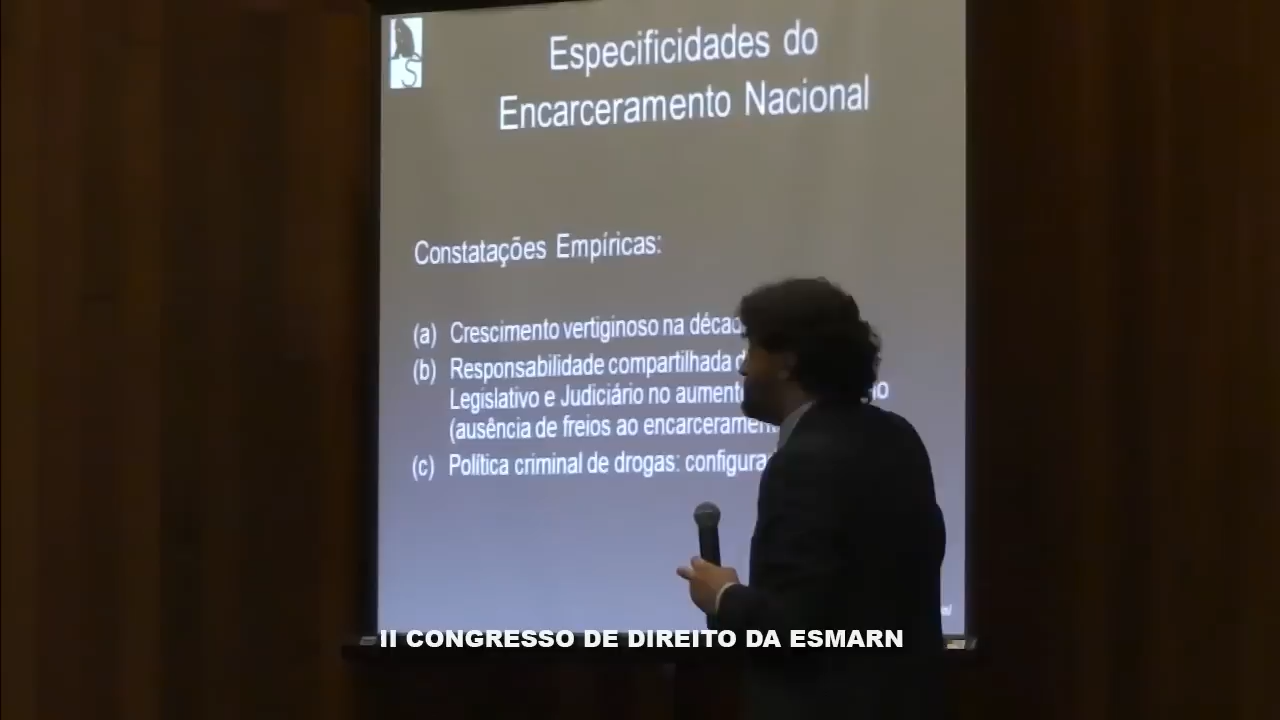 S
Especificidades do
Encarceramento Nacional
Constatações Empíricas:
(a) Crescimento vertiginoso na décad
(b) Responsabilidade compartilhada
Legislativo e Judiciário no aument
(ausência de freios ao encarcerament
(c) Política criminal de drogas: configura
II CONGRESSO DE DIREITO DA ESMARN